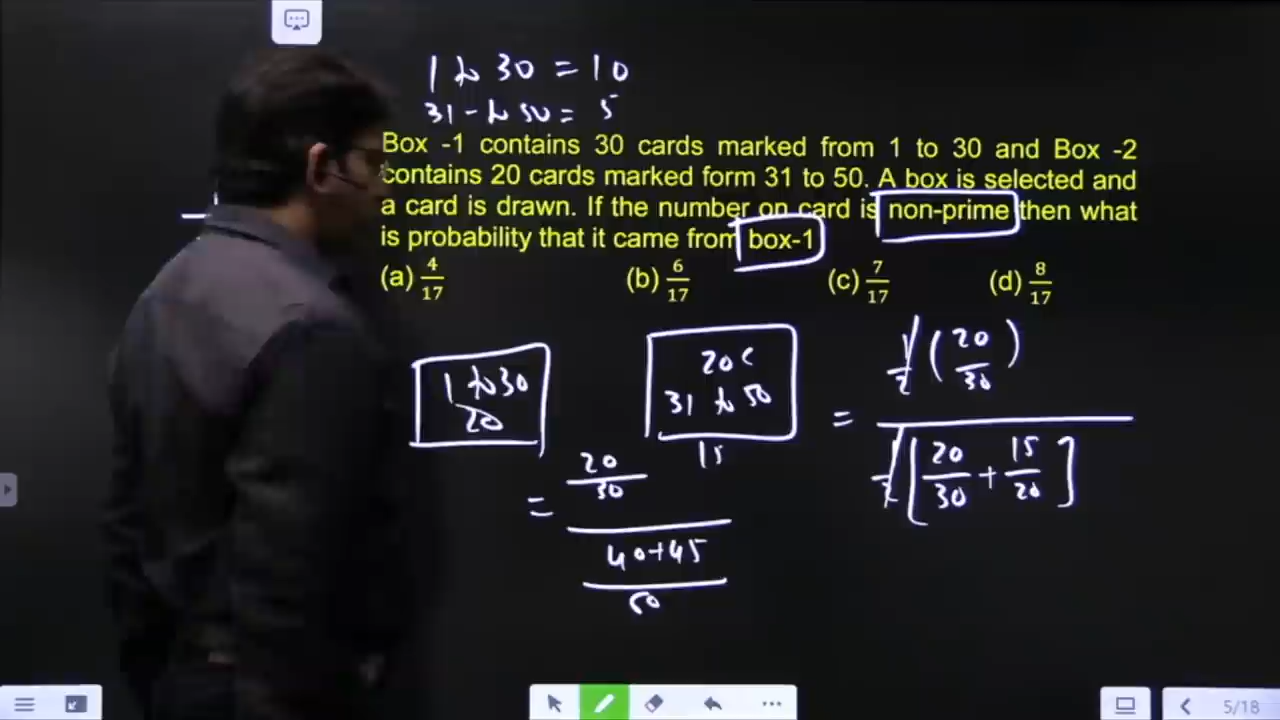 1 to 30 = 10
31 - to 50 = 5
Box -1 contains 30 cards marked from 1 to 30 and Box -2
contains 20 cards marked form 31 to 50. A box is selected and
a card is drawn. If the number on card is non-prime then what
is probability that it came from box-1
(a) 4/17 (b) 6/17 (c) 7/17 (d) 8/17
1 to 30
20
20 c
31 to 50
15
= 1/2 (20/30)
1/2 [20/30 + 15/20]
= 20/30
40+45
60
5/18